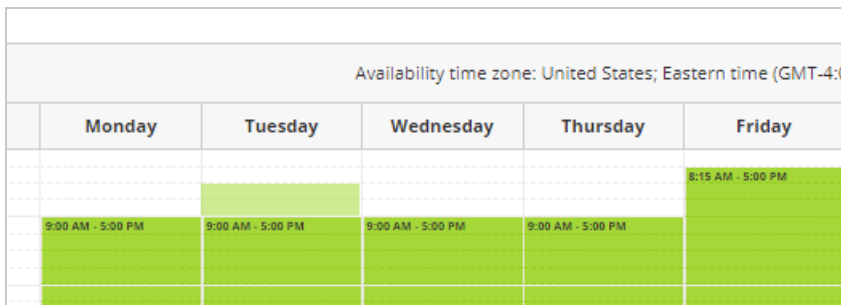 Availability time zone: United States; Eastern time (GMT-4:0
Monday Tuesday Wednesday Thursday Friday
8:15 AM - 5:00 PM
9:00 AM - 5:00 PM 9:00 AM - 5:00 PM 9:00 AM - 5:00 PM 9:00 AM - 5:00 PM